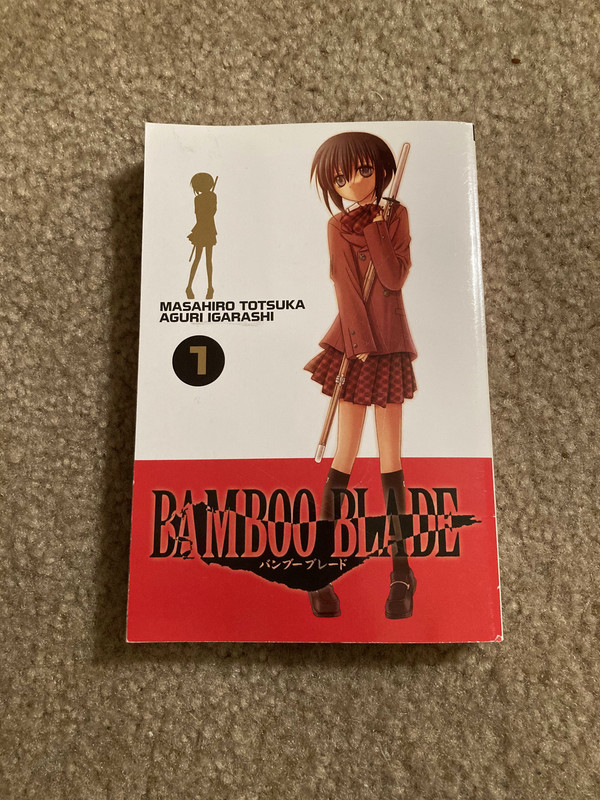 MASAHIRO TOTSUKA
AGURI IGARASHI
1
BAMBOO BLADE
バンブーブレード